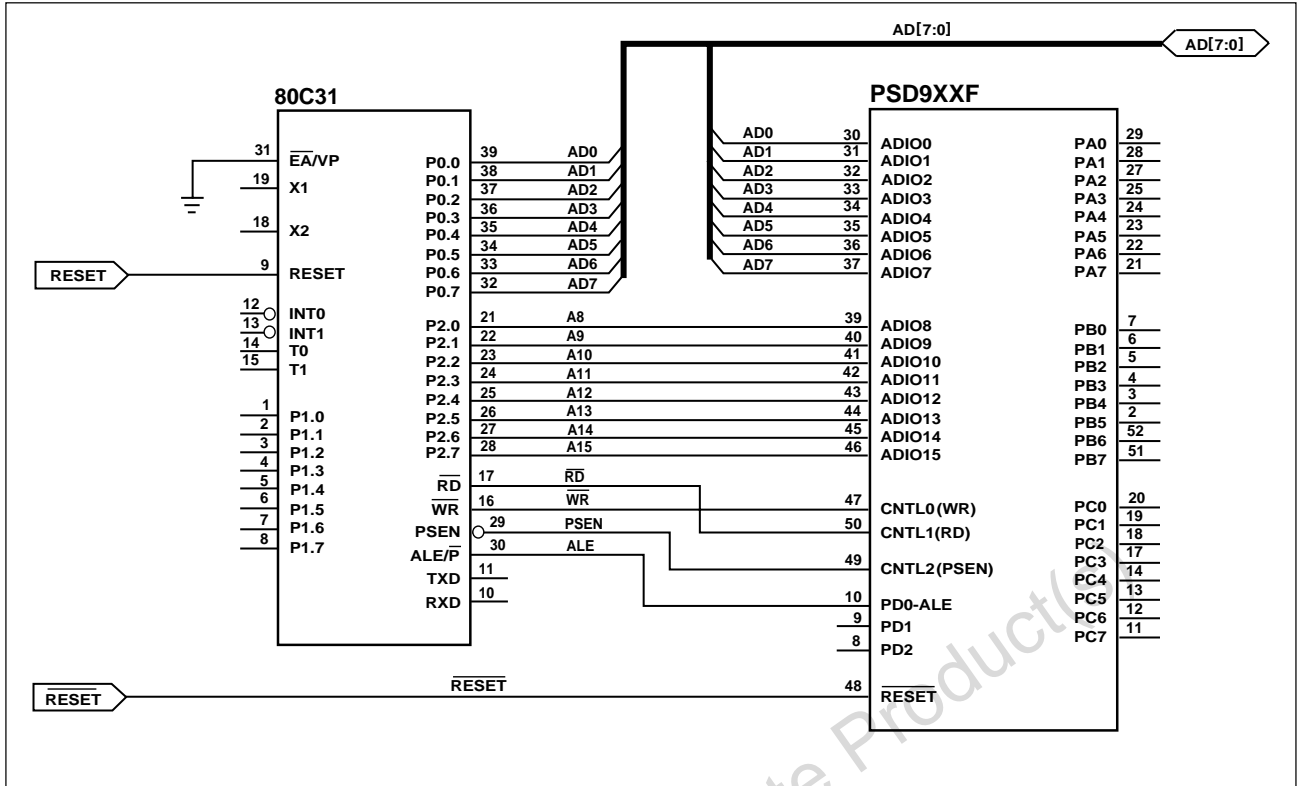 AD[7:0]
AD[7:0]
80C31
PSD9XXF
31 EA/VP
19 X1
18 X2
RESET
9 RESET
12 INT0
13 INT1
14 T0
15 T1
1 P1.0
2 P1.1
3 P1.2
4 P1.3
5 P1.4
6 P1.5
7 P1.6
8 P1.7
P0.0 39 AD0
P0.1 38 AD1
P0.2 37 AD2
P0.3 36 AD3
P0.4 35 AD4
P0.5 34 AD5
P0.6 33 AD6
P0.7 32 AD7
P2.0 21 A8
P2.1 22 A9
P2.2 23 A10
P2.3 24 A11
P2.4 25 A12
P2.5 26 A13
P2.6 27 A14
P2.7 28 A15
RD 17 RD
WR 16 WR
PSEN 29 PSEN
ALE/P 30 ALE
TXD 11
RXD 10
AD0 30 ADIO0
AD1 31 ADIO1
AD2 32 ADIO2
AD3 33 ADIO3
AD4 34 ADIO4
AD5 35 ADIO5
AD6 36 ADIO6
AD7 37 ADIO7
39 ADIO8
40 ADIO9
41 ADIO10
42 ADIO11
43 ADIO12
44 ADIO13
45 ADIO14
46 ADIO15
47 CNTL0(WR)
50 CNTL1(RD)
49 CNTL2(PSEN)
10 PD0-ALE
9 PD1
8 PD2
48 RESET
PA0 29
PA1 28
PA2 27
PA3 25
PA4 24
PA5 23
PA6 22
PA7 21
PB0 7
PB1 6
PB2 5
PB3 4
PB4 3
PB5 2
PB6 52
PB7 51
PC0 20
PC1 19
PC2 18
PC3 17
PC4 14
PC5 13
PC6 12
PC7 11
RESET
RESET
te Product(s)